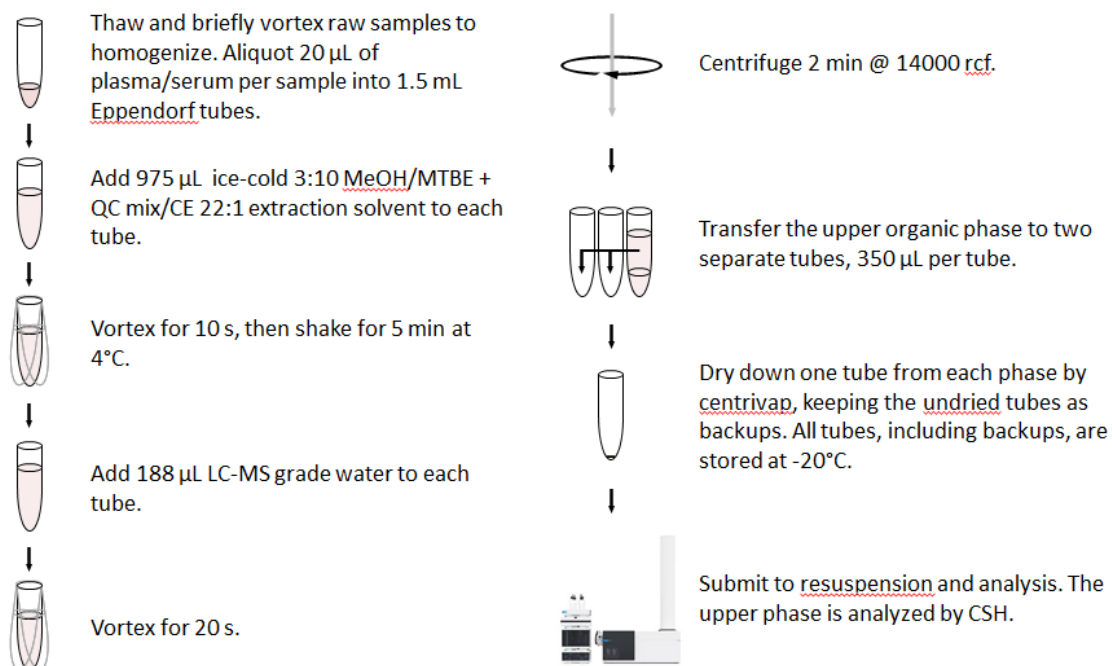 Thaw and briefly vortex raw samples to
homogenize. Aliquot 20 µL of
plasma/serum per sample into 1.5 mL
Eppendorf tubes.
Add 975 µL  ice-cold 3:10 MeOH/MTBE +
QC mix/CE 22:1 extraction solvent to each
tube.
Vortex for 10 s, then shake for 5 min at
4°C.
Add 188 µL LC-MS grade water to each
tube.
Vortex for 20 s.
Centrifuge 2 min @ 14000 rcf.
Transfer the upper organic phase to two
separate tubes, 350 µL per tube.
Dry down one tube from each phase by
centrivap, keeping the undried tubes as
backups. All tubes, including backups, are
stored at -20°C.
Submit to resuspension and analysis. The
upper phase is analyzed by CSH.